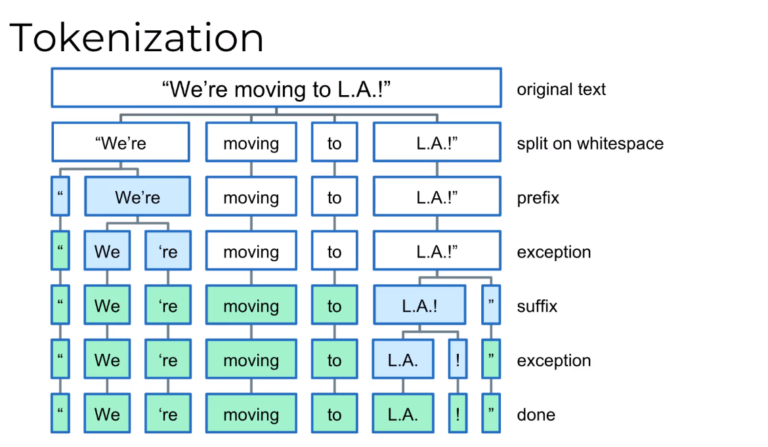 Tokenization
“We’re moving to L.A.!” original text
“We’re moving to L.A.!” split on whitespace
“ We’re moving to L.A.!” prefix
“ We ‘re moving to L.A.!” exception
“ We ‘re moving to L.A.! ” suffix
“ We ‘re moving to L.A. ! ” exception
“ We ‘re moving to L.A. ! ” done